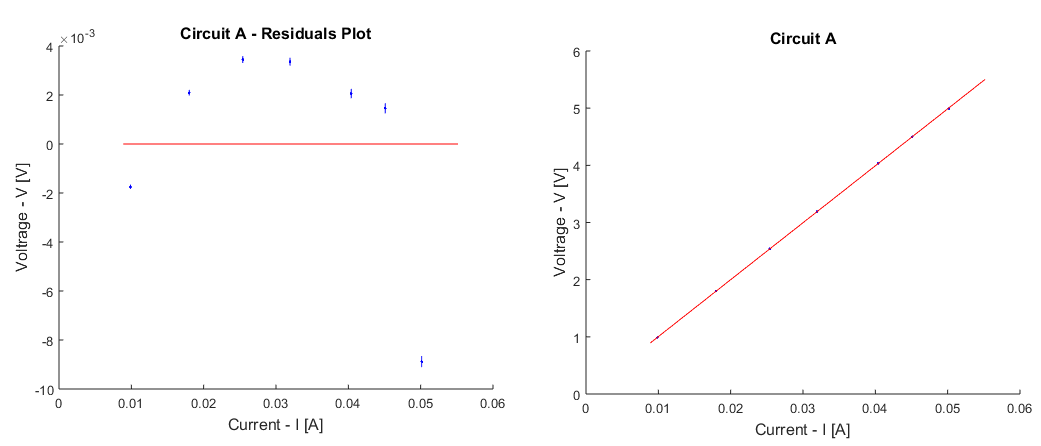 Circuit A - Residuals Plot
×10⁻³
4
2
0
-2
-4
-6
-8
-10
Voltrage - V [V]
0 0.01 0.02 0.03 0.04 0.05 0.06
Current - I [A]
Circuit A
6
5
4
3
2
1
0
Voltrage - V [V]
0 0.01 0.02 0.03 0.04 0.05 0.06
Current - I [A]